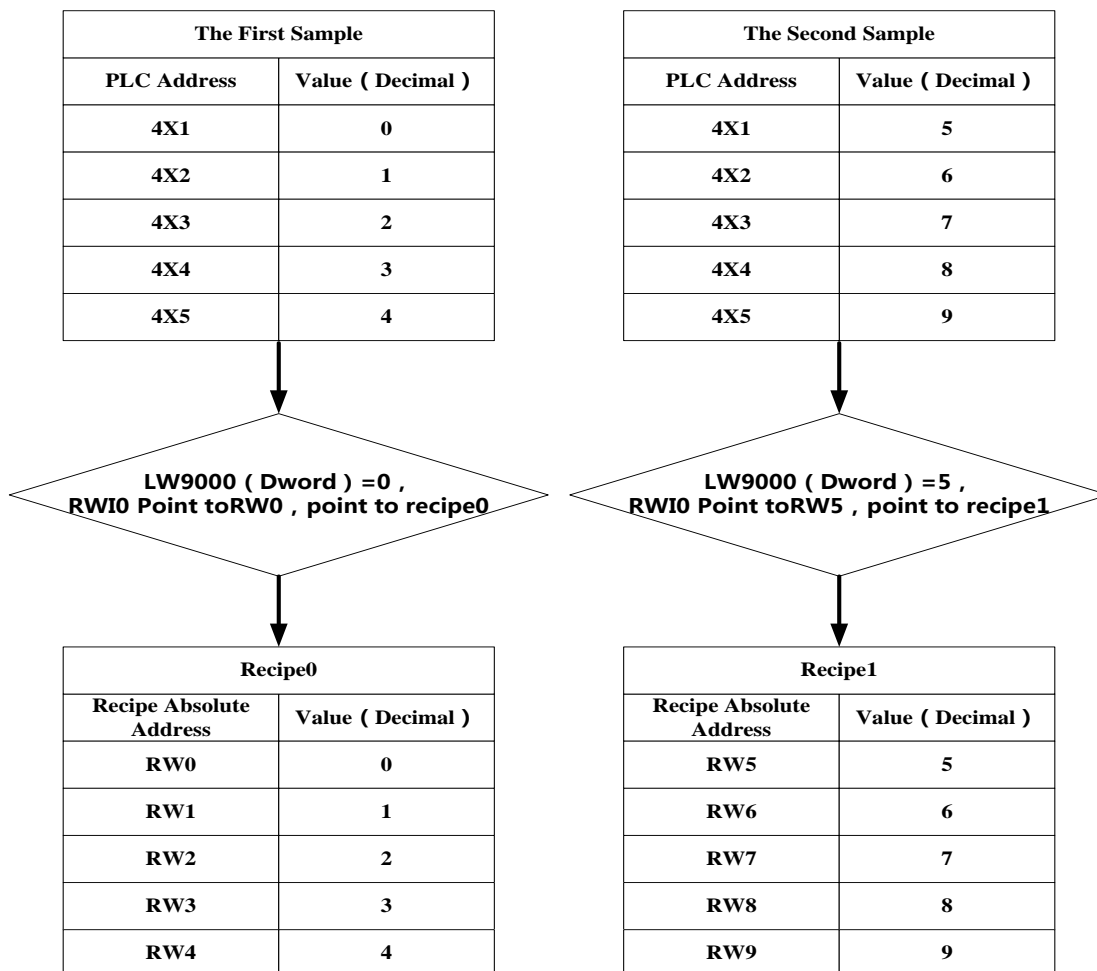 The First Sample
PLC Address Value ( Decimal )
4X1 0
4X2 1
4X3 2
4X4 3
4X5 4
LW9000 ( Dword ) =0 ,
RWI0 Point toRW0 , point to recipe0
Recipe0
Recipe Absolute
Address
Value ( Decimal )
RW0 0
RW1 1
RW2 2
RW3 3
RW4 4
The Second Sample
PLC Address Value ( Decimal )
4X1 5
4X2 6
4X3 7
4X4 8
4X5 9
LW9000 ( Dword ) =5 ,
RWI0 Point toRW5 , point to recipe1
Recipe1
Recipe Absolute
Address
Value ( Decimal )
RW5 5
RW6 6
RW7 7
RW8 8
RW9 9